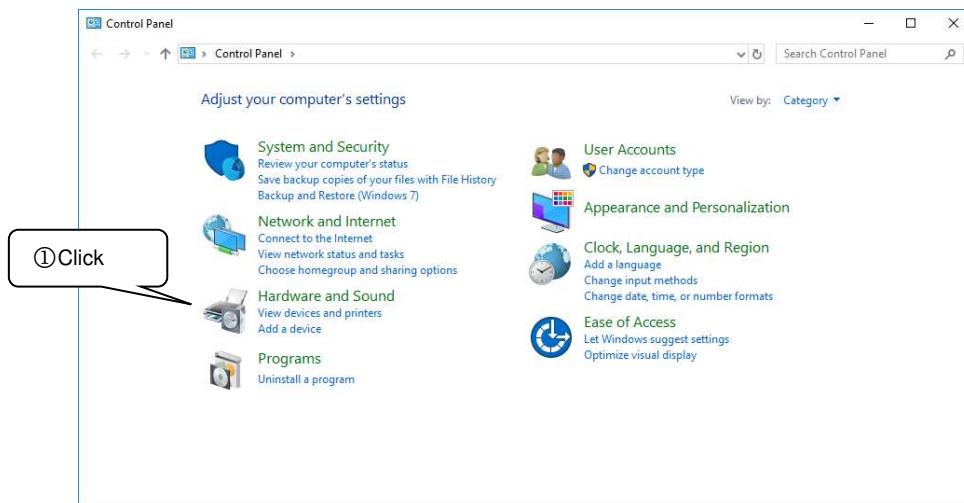 Control Panel
Control Panel
Search Control Panel
Adjust your computer's settings
View by: Category
System and Security
Review your computer's status
Save backup copies of your files with File History
Backup and Restore (Windows 7)
Network and Internet
Connect to the Internet
View network status and tasks
Choose homegroup and sharing options
①Click
Hardware and Sound
View devices and printers
Add a device
Programs
Uninstall a program
User Accounts
Change account type
Appearance and Personalization
Clock, Language, and Region
Add a language
Change input methods
Change date, time, or number formats
Ease of Access
Let Windows suggest settings
Optimize visual display